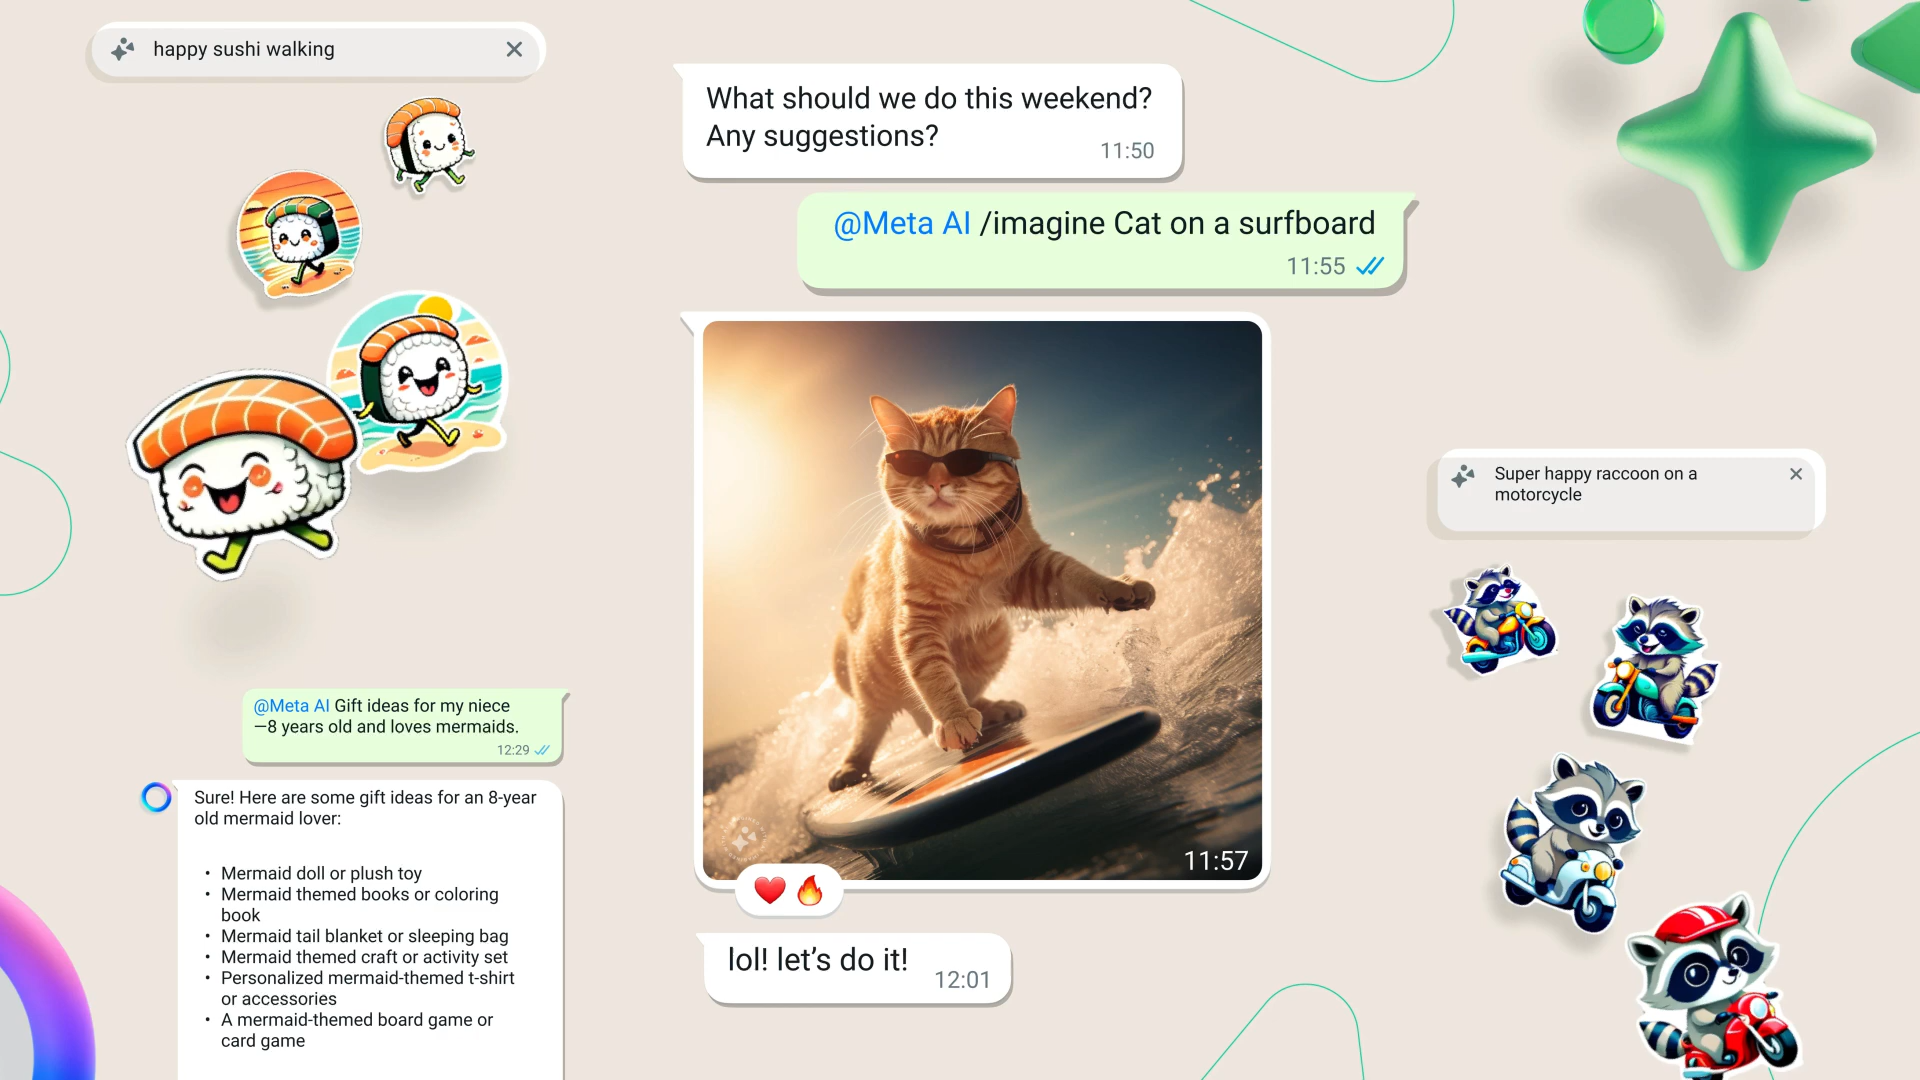 happy sushi walking
What should we do this weekend?
Any suggestions?
11:50
@Meta AI /imagine Cat on a surfboard
11:55
11:57
lol! let’s do it!
12:01
@Meta AI Gift ideas for my niece
—8 years old and loves mermaids.
12:29
Sure! Here are some gift ideas for an 8-year
old mermaid lover:
• Mermaid doll or plush toy
• Mermaid themed books or coloring
book
• Mermaid tail blanket or sleeping bag
• Mermaid themed craft or activity set
• Personalized mermaid-themed t-shirt
or accessories
• A mermaid-themed board game or
card game
Super happy raccoon on a
motorcycle